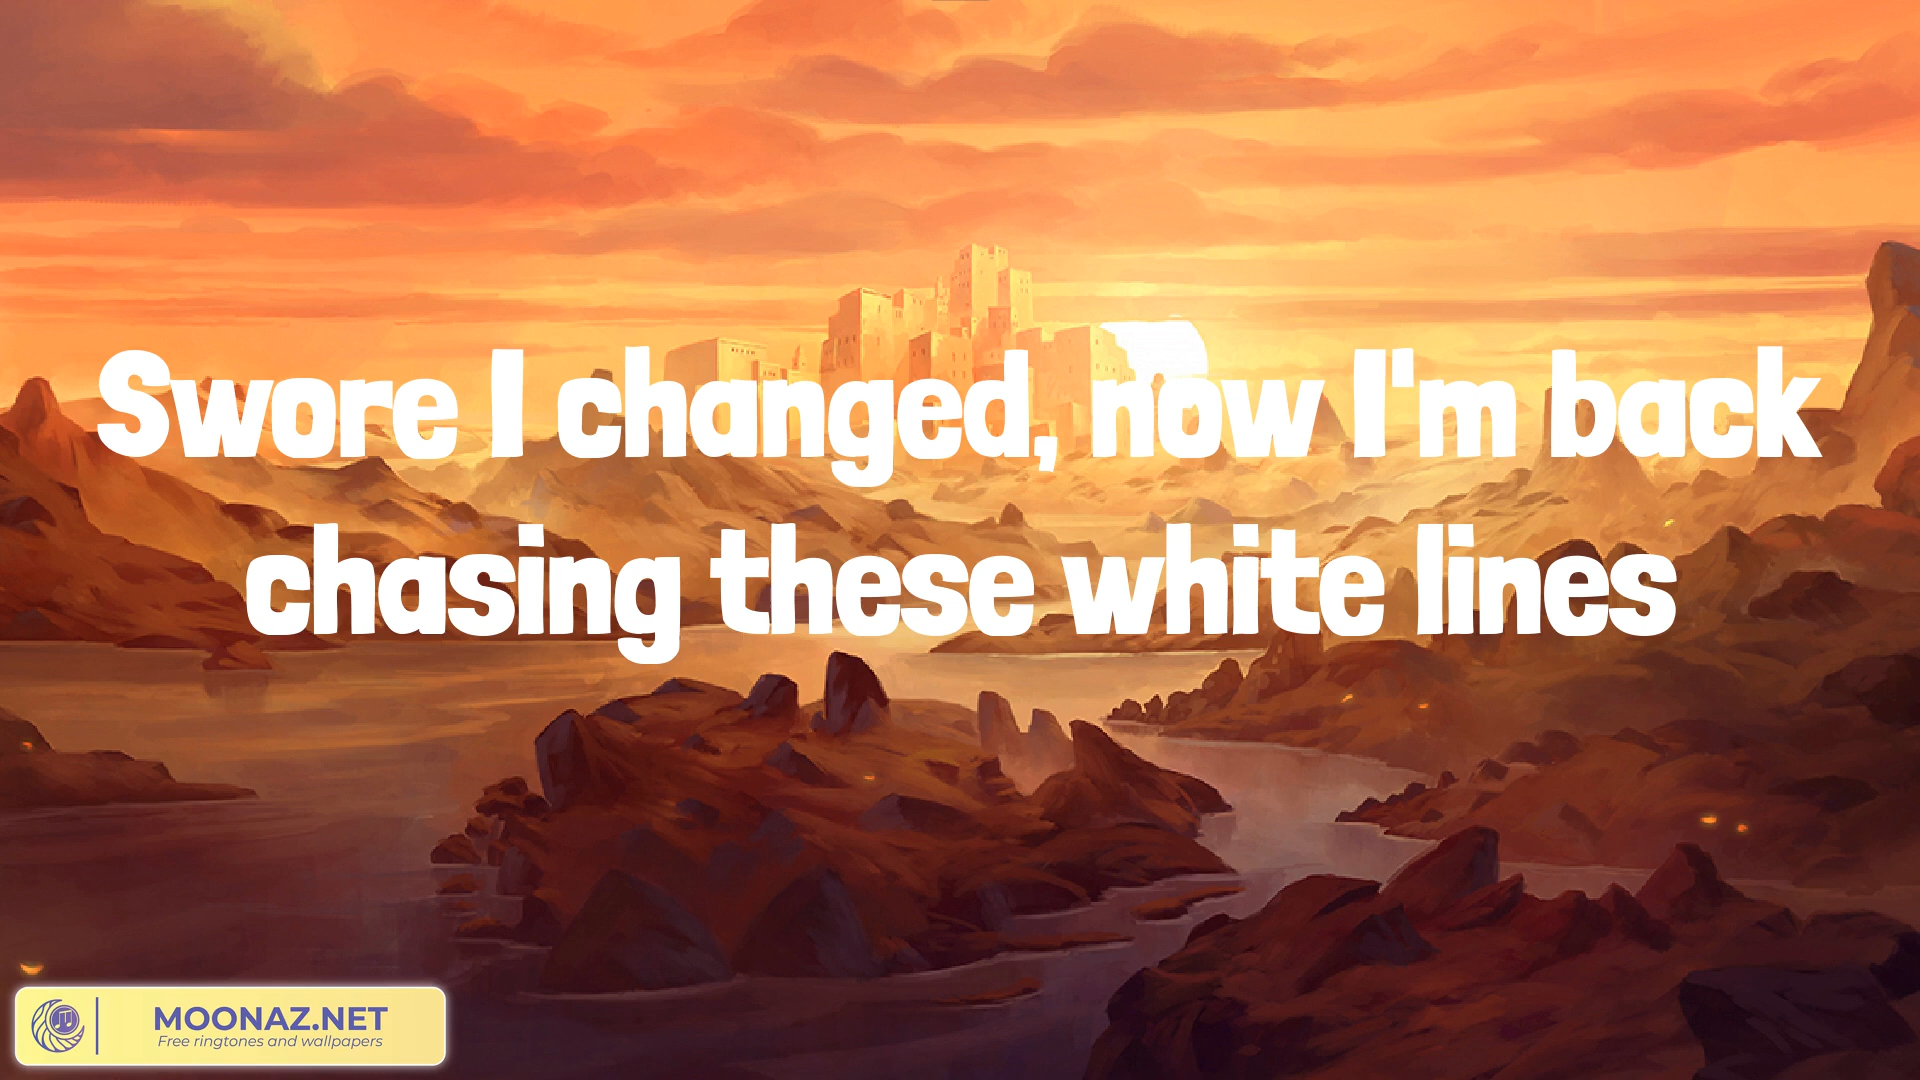 Swore I changed, now I'm back
chasing these white lines
MOONAZ.NET
Free ringtones and wallpapers